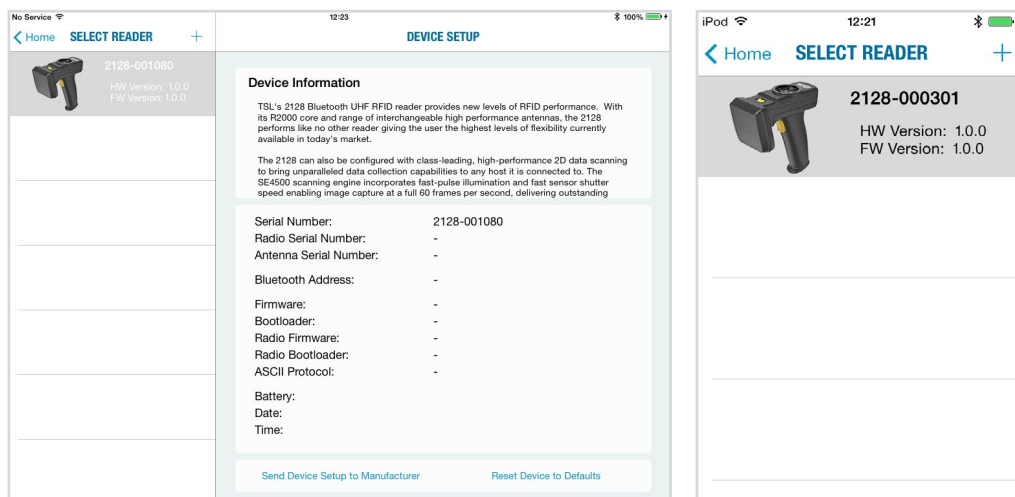 No Service 12:23 100%
Home SELECT READER + DEVICE SETUP
2128-001080
HW Version: 1.0.0
FW Version: 1.0.0
Device Information
TSL's 2128 Bluetooth UHF RFID reader provides new levels of RFID performance. With
its R2000 core and range of interchangeable high performance antennas, the 2128
performs like no other reader giving the user the highest levels of flexibility currently
available in today's market.
The 2128 can also be configured with class-leading, high-performance 2D data scanning
to bring unparalleled data collection capabilities to any host it is connected to. The
SE4500 scanning engine incorporates fast-pulse illumination and fast sensor shutter
speed enabling image capture at a full 60 frames per second, delivering outstanding
Serial Number: 2128-001080
Radio Serial Number: -
Antenna Serial Number: -
Bluetooth Address: -
Firmware: -
Bootloader: -
Radio Firmware: -
Radio Bootloader: -
ASCII Protocol: -
Battery:
Date:
Time:
Send Device Setup to Manufacturer Reset Device to Defaults
iPod 12:21
Home SELECT READER +
2128-000301
HW Version: 1.0.0
FW Version: 1.0.0